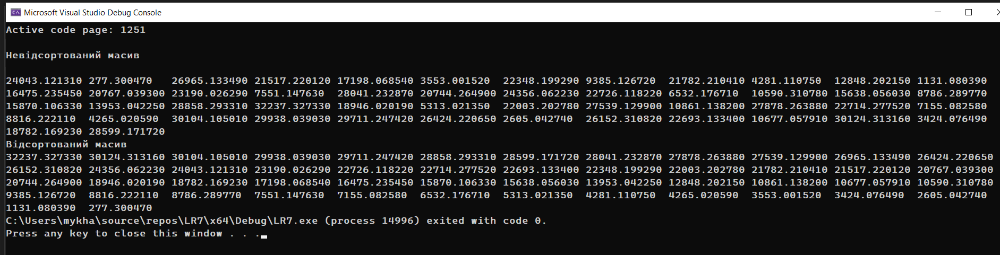 Microsoft Visual Studio Debug Console
Active code page: 1251
Невідсортований масив
24043.121310 277.300470 26965.133490 21517.220120 17198.068540 3553.001520 22348.199290 9385.126720 21782.210410 4281.110750 12848.202150 1131.080390
16475.235450 20767.039300 23190.026290 7551.147630 28041.232870 20744.264900 24356.062230 22726.118220 6532.176710 10590.310780 15638.056030 8786.289770
15870.106330 13953.042250 28858.293310 32237.327330 18946.020190 5313.021350 22003.202780 27539.129900 10861.138200 27878.263880 22714.277520 7155.082580
8816.222110 4265.020590 30104.105010 29938.039030 29711.247420 26424.220650 2605.042740 26152.310820 22693.133400 10677.057910 30124.313160 3424.076490
18782.169230 28599.171720
Відсортований масив
32237.327330 30124.313160 30104.105010 29938.039030 29711.247420 28858.293310 28599.171720 28041.232870 27878.263880 27539.129900 26965.133490 26424.220650
26152.310820 24356.062230 24043.121310 23190.026290 22726.118220 22714.277520 22693.133400 22348.199290 22003.202780 21782.210410 21517.220120 20767.039300
20744.264900 18946.020190 18782.169230 17198.068540 16475.235450 15870.106330 15638.056030 13953.042250 12848.202150 10861.138200 10677.057910 10590.310780
9385.126720 8816.222110 8786.289770 7551.147630 7155.082580 6532.176710 5313.021350 4281.110750 4265.020590 3553.001520 3424.076490 2605.042740
1131.080390 277.300470
C:\Users\mykha\source\repos\LR7\x64\Debug\LR7.exe (process 14996) exited with code 0.
Press any key to close this window . . .